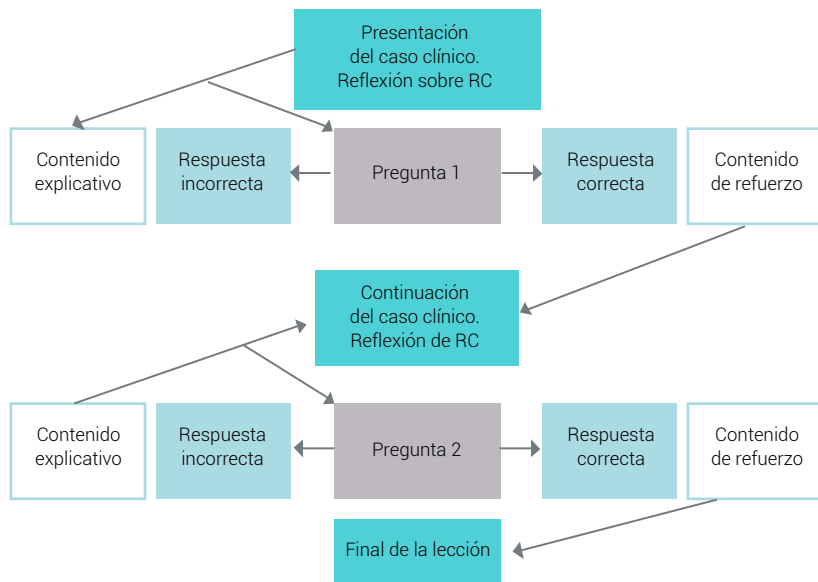 Presentación
del caso clínico.
Reflexión sobre RC
Contenido
explicativo
Respuesta
incorrecta
Pregunta 1
Respuesta
correcta
Contenido
de refuerzo
Continuación
del caso clínico.
Reflexión de RC
Contenido
explicativo
Respuesta
incorrecta
Pregunta 2
Respuesta
correcta
Contenido
de refuerzo
Final de la lección